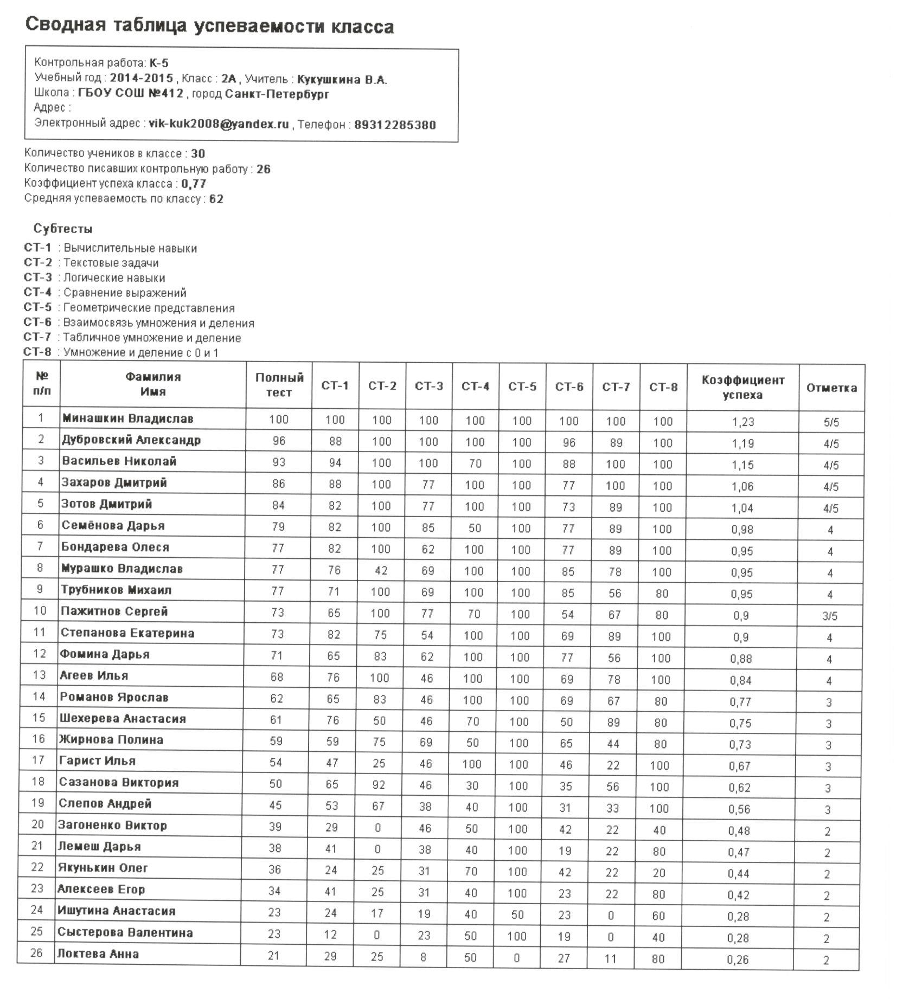 Сводная таблица успеваемости класса
Контрольная работа: К-5
Учебный год : 2014-2015 , Класс : 2А , Учитель : Кукушкина В.А.
Школа : ГБОУ СОШ №412 , город Санкт-Петербург
Адрес :
Электронный адрес : vik-kuk2008@yandex.ru , Телефон : 89312285380
Количество учеников в классе : 30
Количество писавших контрольную работу : 26
Коэффициент успеха класса : 0,77
Средняя успеваемость по классу : 62
Субтесты
СТ-1 : Вычислительные навыки
СТ-2 : Текстовые задачи
СТ-3 : Логические навыки
СТ-4 : Сравнение выражений
СТ-5 : Геометрические представления
СТ-6 : Взаимосвязь умножения и деления
СТ-7 : Табличное умножение и деление
СТ-8 : Умножение и деление с 0 и 1
№ п/п Фамилия Имя Полный тест СТ-1 СТ-2 СТ-3 СТ-4 СТ-5 СТ-6 СТ-7 СТ-8 Коэффициент успеха Отметка
1 Минашкин Владислав 100 100 100 100 100 100 100 100 100 1,23 5/5
2 Дубровский Александр 96 88 100 100 100 100 96 89 100 1,19 4/5
3 Васильев Николай 93 94 100 100 70 100 88 100 100 1,15 4/5
4 Захаров Дмитрий 86 88 100 77 100 100 77 100 100 1,06 4/5
5 Зотов Дмитрий 84 82 100 77 100 100 73 89 100 1,04 4/5
6 Семёнова Дарья 79 82 100 85 50 100 77 89 100 0,98 4
7 Бондарева Олеся 77 82 100 62 100 100 77 89 100 0,95 4
8 Мурашко Владислав 77 76 42 69 100 100 85 78 100 0,95 4
9 Трубников Михаил 77 71 100 69 100 100 85 56 80 0,95 4
10 Пажитнов Сергей 73 65 100 77 70 100 54 67 80 0,9 3/5
11 Степанова Екатерина 73 82 75 54 100 100 69 89 100 0,9 4
12 Фомина Дарья 71 65 83 62 100 100 77 56 100 0,88 4
13 Агеев Илья 68 76 100 46 100 100 69 78 100 0,84 4
14 Романов Ярослав 62 65 83 46 100 100 69 67 80 0,77 3
15 Шехерева Анастасия 61 76 50 46 70 100 50 89 80 0,75 3
16 Жирнова Полина 59 59 75 69 50 100 65 44 80 0,73 3
17 Гарист Илья 54 47 25 46 100 100 46 22 100 0,67 3
18 Сазанова Виктория 50 65 92 46 30 100 35 56 100 0,62 3
19 Слепов Андрей 45 53 67 38 40 100 31 33 100 0,56 3
20 Загоненко Виктор 39 29 0 46 50 100 42 22 40 0,48 2
21 Лемеш Дарья 38 41 0 38 40 100 19 22 80 0,47 2
22 Якунькин Олег 36 24 25 31 70 100 42 22 20 0,44 2
23 Алексеев Егор 34 41 25 31 40 100 23 22 80 0,42 2
24 Ишутина Анастасия 23 24 17 19 40 50 23 0 60 0,28 2
25 Сыстерова Валентина 23 12 0 23 50 100 19 0 40 0,28 2
26 Локтева Анна 21 29 25 8 50 0 27 11 80 0,26 2